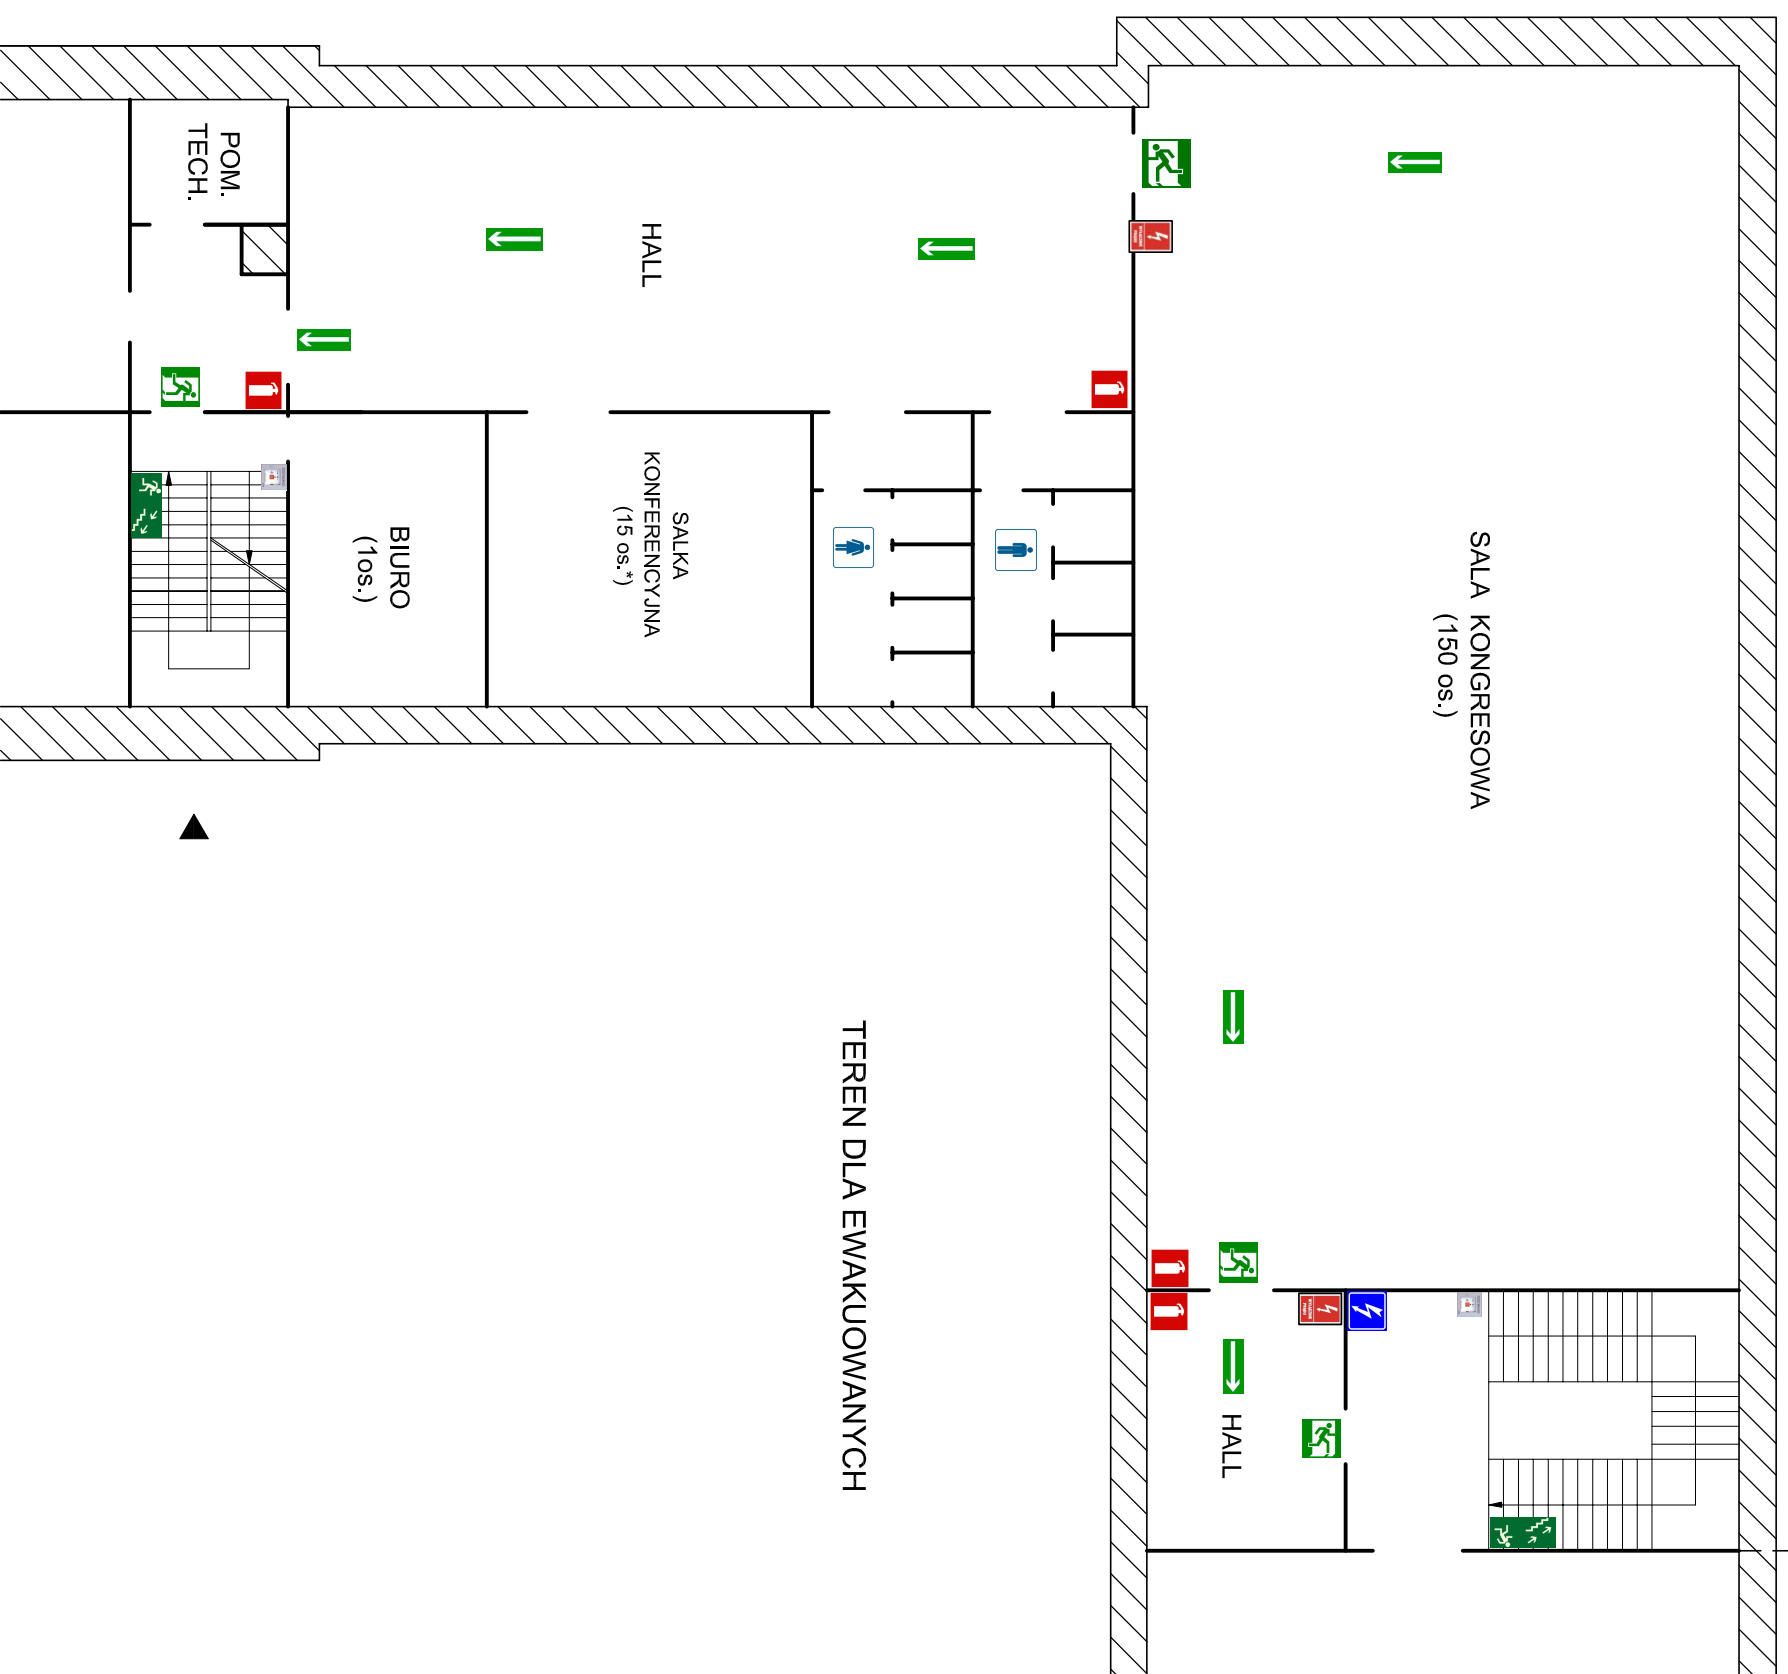 POM.
TECH.
HALL
BIURO
(1os.)
SALKA
KONFERENCYJNA
(15 os.*)
SALA KONGRESOWA
(150 os.)
TEREN DLA EWAKUOWANYCH
HALL